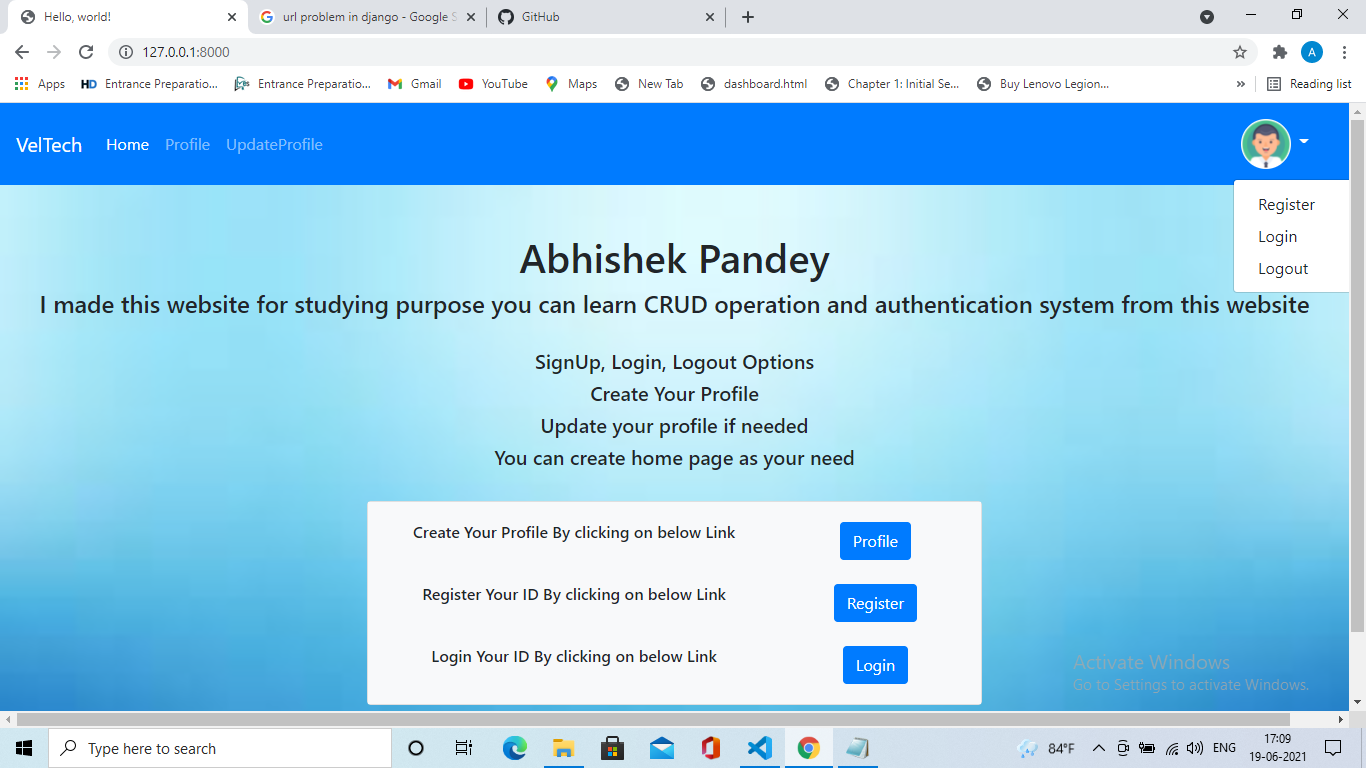 Hello, world!
url problem in django - Google S
GitHub
127.0.0.1:8000
A
Apps
HD Entrance Preparatio...
Entrance Preparatio...
Gmail
YouTube
Maps
New Tab
dashboard.html
Chapter 1: Initial Se...
Buy Lenovo Legion...
»
Reading list
VelTech
Home
Profile
UpdateProfile
Register
Login
Logout
Abhishek Pandey
I made this website for studying purpose you can learn CRUD operation and authentication system from this website
SignUp, Login, Logout Options
Create Your Profile
Update your profile if needed
You can create home page as your need
Create Your Profile By clicking on below Link
Profile
Register Your ID By clicking on below Link
Register
Login Your ID By clicking on below Link
Login
Activate Windows
Go to Settings to activate Windows.
Type here to search
84°F
ENG
17:09
19-06-2021